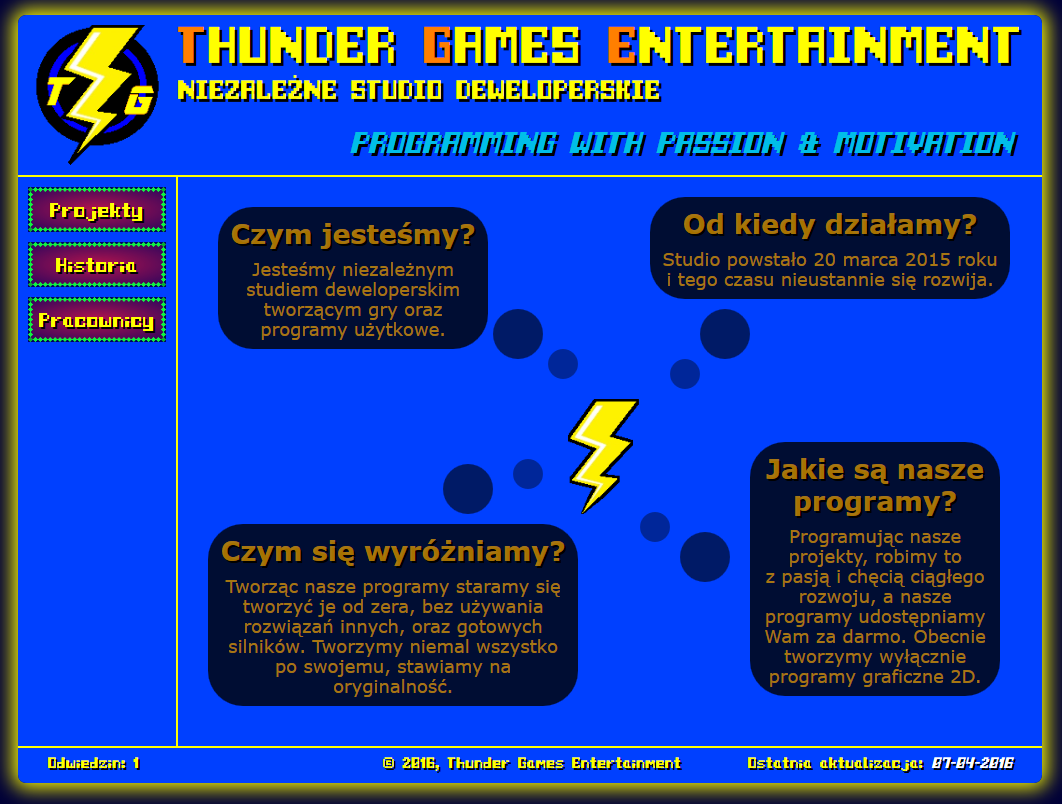 THUNDER GAMES ENTERTAINMENT
NIEZALEŻNE STUDIO DEWELOPERSKIE
PROGRAMMING WITH PASSION & MOTIVATION
T G
Projekty
Historia
Pracownicy
Czym jesteśmy?
Jesteśmy niezależnym
studiem deweloperskim
tworzącym gry oraz
programy użytkowe.
Od kiedy działamy?
Studio powstało 20 marca 2015 roku
i tego czasu nieustannie się rozwija.
Czym się wyróżniamy?
Tworząc nasze programy staramy się
tworzyć je od zera, bez używania
rozwiązań innych, oraz gotowych
silników. Tworzymy niemal wszystko
po swojemu, stawiamy na
oryginalność.
Jakie są nasze
programy?
Programując nasze
projekty, robimy to
z pasją i chęcią ciągłego
rozwoju, a nasze
programy udostępniamy
Wam za darmo. Obecnie
tworzymy wyłącznie
programy graficzne 2D.
Odwiedzin: 1
© 2016, Thunder Games Entertainment
Ostatnia aktualizacja: 07-04-2016